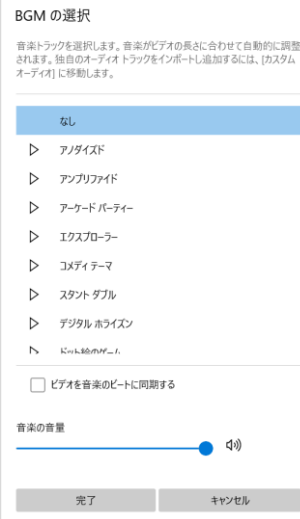 BGM の選択
音楽トラックを選択します。音楽がビデオの長さに合わせて自動的に調整
されます。独自のオーディオ トラックをインポートし追加するには、[カスタム
オーディオ] に移動します。
なし
アノダイズド
アンプリファイド
アーケード パーティー
エクスプローラー
コメディ テーマ
スタント ダブル
デジタル ホライズン
ドット絵のゲーム
ビデオを音楽のビートに同期する
音楽の音量
完了
キャンセル